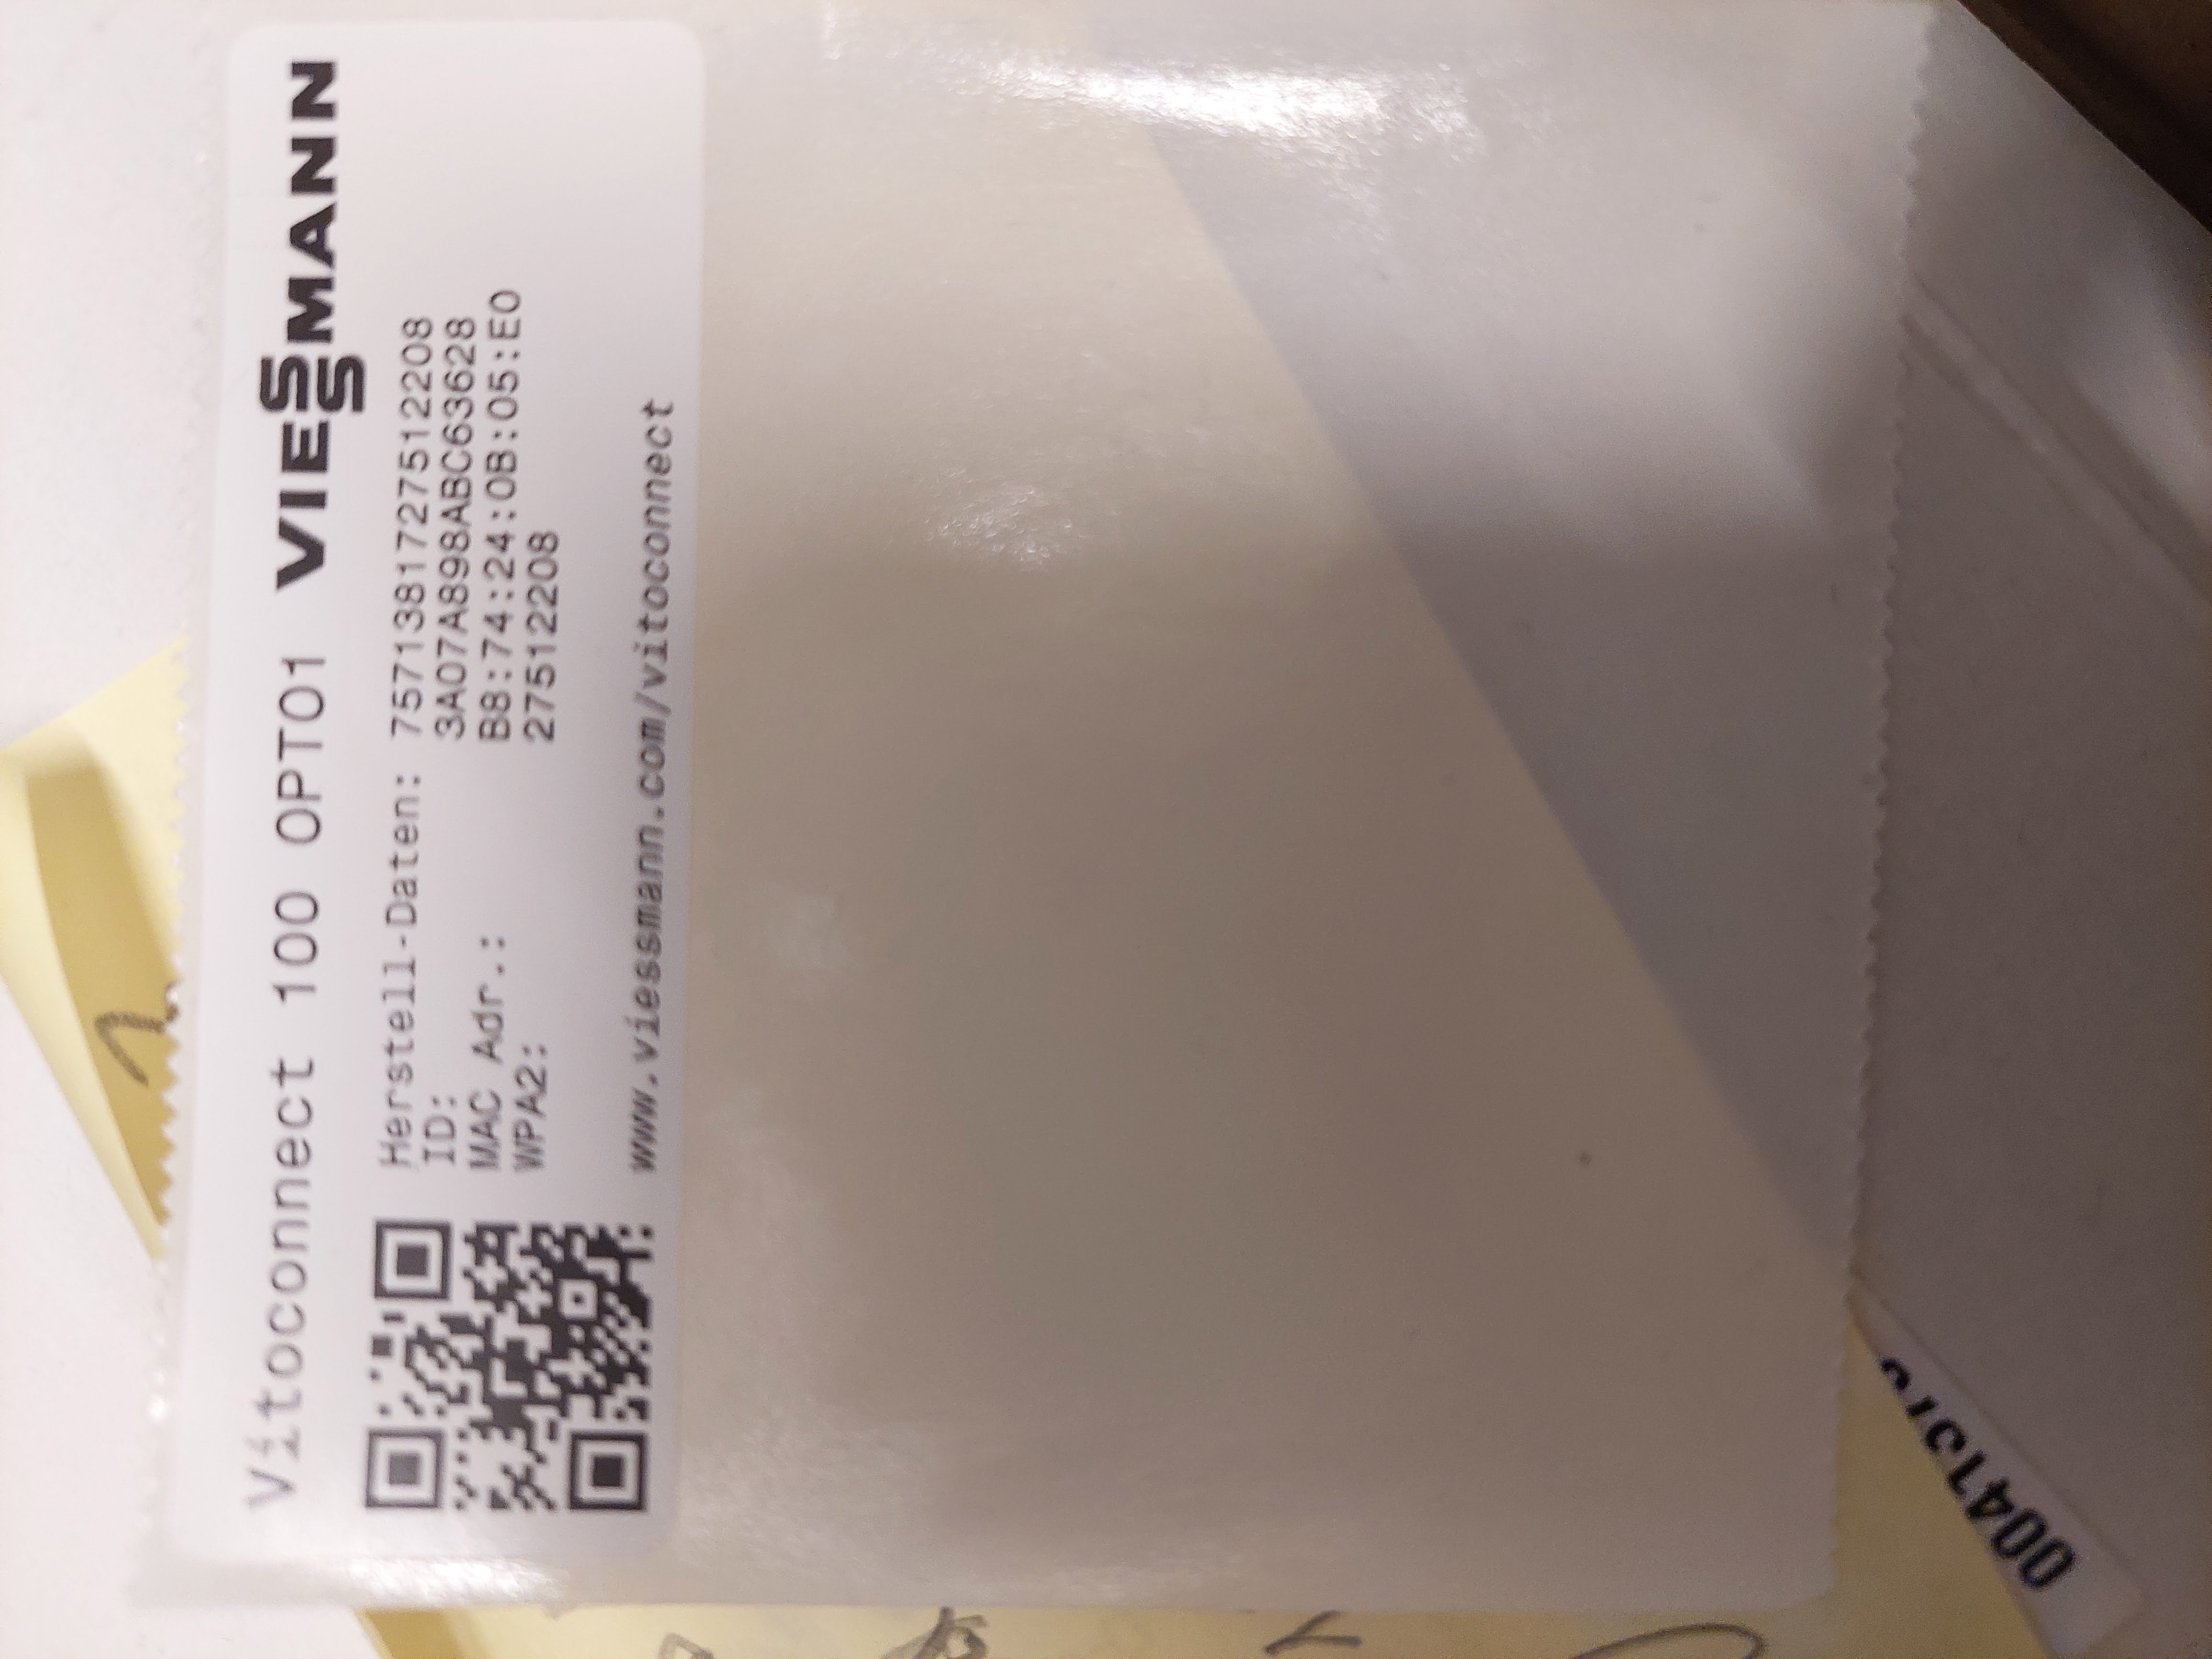 Vitoconnect 100 OPTO1 VIESSMANN
Herstell-Daten: 7571381727512208
ID: 3A07A898ABC63628
MAC Adr.: B8:74:24:0B:05:E0
WPA2: 27512208
www.viessmann.com/vitoconnect